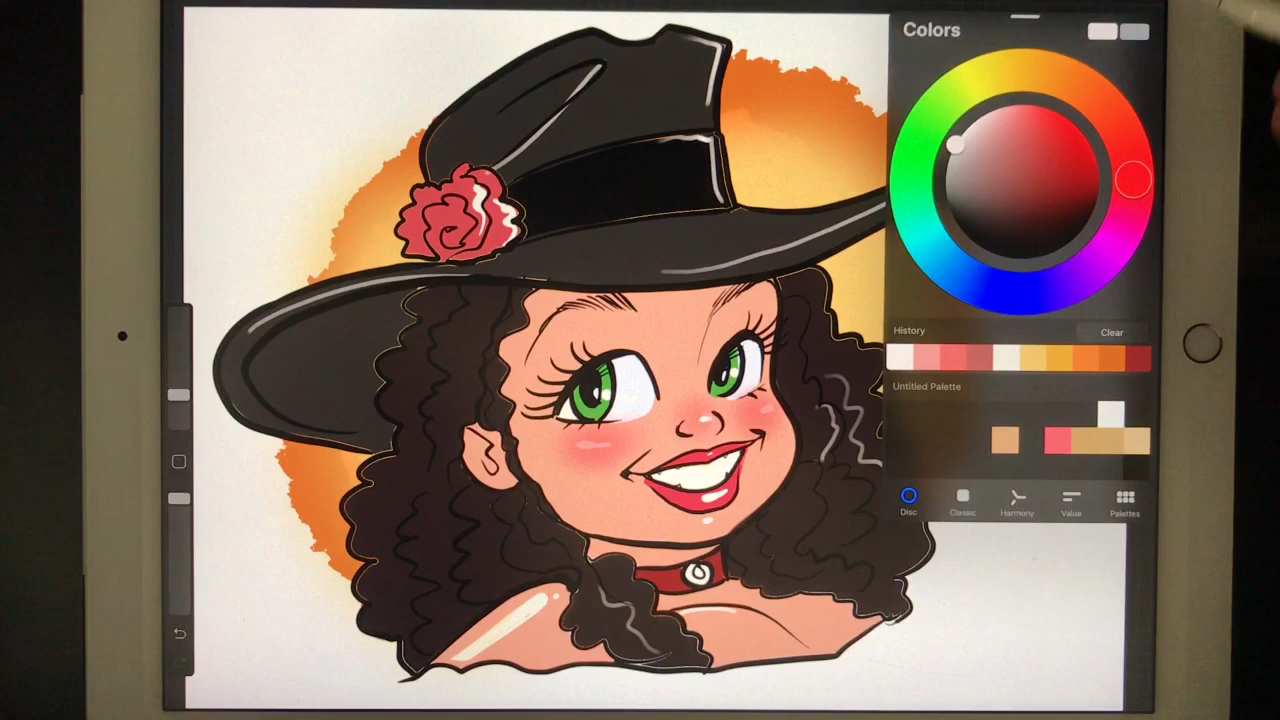 Colors
History
Clear
Untitled Palette
Disc
Classic
Harmony
Value
Palettes